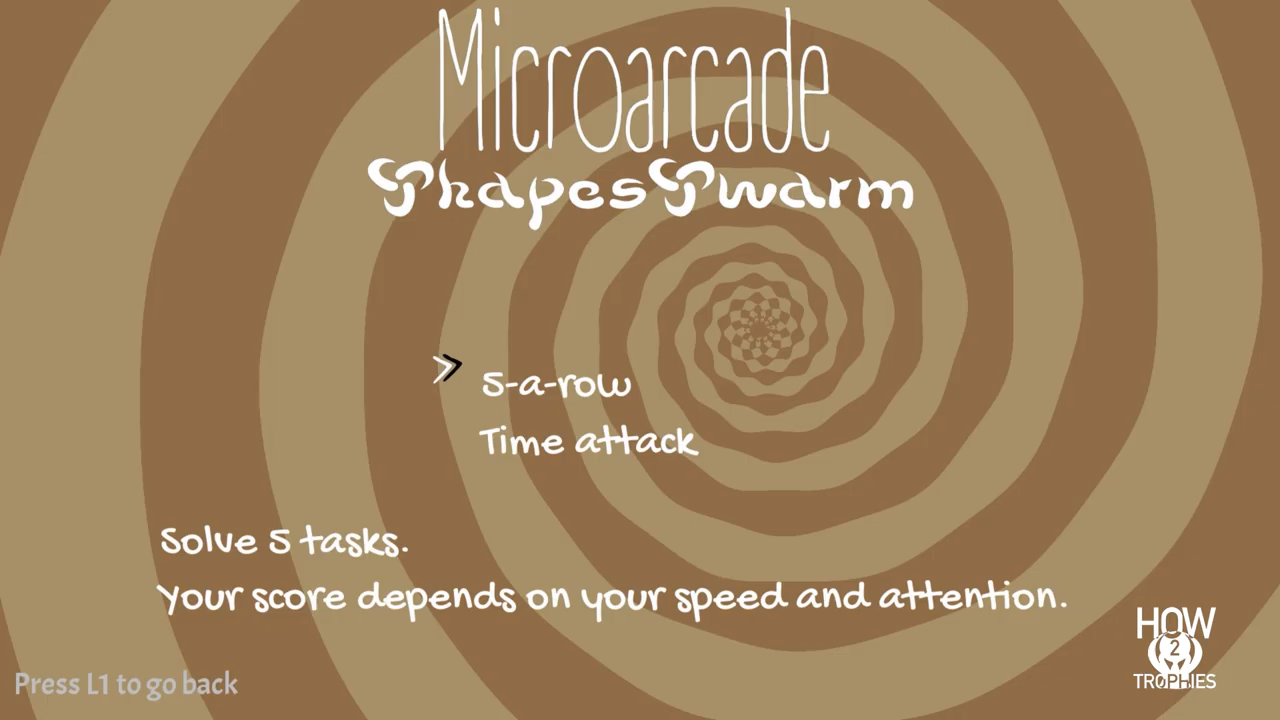 Microarcade
ShapesSwarm
5-a-row
Time attack
Solve 5 tasks.
Your score depends on your speed and attention.
Press L1 to go back
HOW
2
TROPHIES